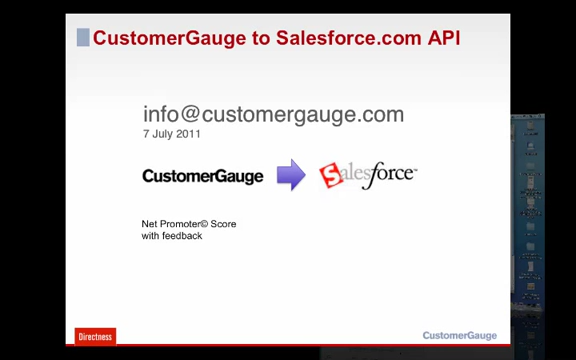 CustomerGauge to Salesforce.com API
info@customergauge.com
7 July 2011
CustomerGauge
salesforce™
Net Promoter© Score
with feedback
Directness
CustomerGauge